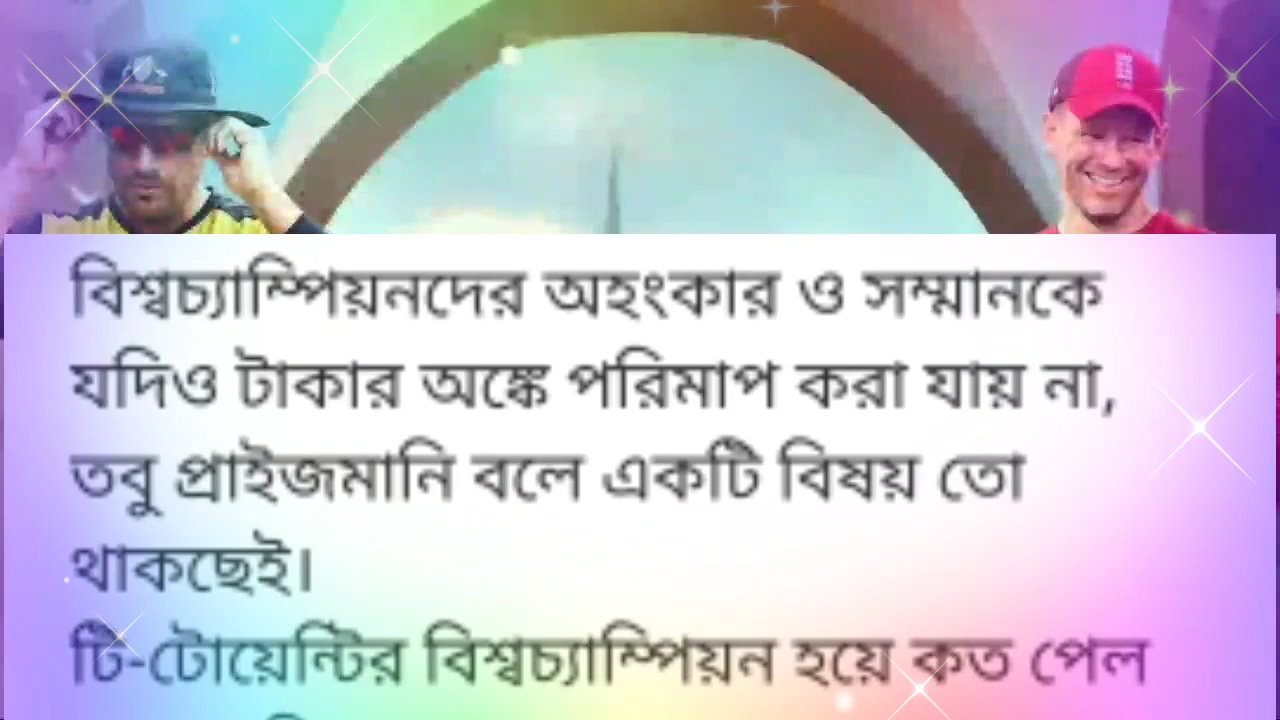 বিশ্বচ্যাম্পিয়নদের অহংকার ও সম্মানকে
যদিও টাকার অঙ্কে পরিমাপ করা যায় না,
তবু প্রাইজমানি বলে একটি বিষয় তো
থাকছেই।
টি-টোয়েন্টির বিশ্বচ্যাম্পিয়ন হয়ে কত পেল